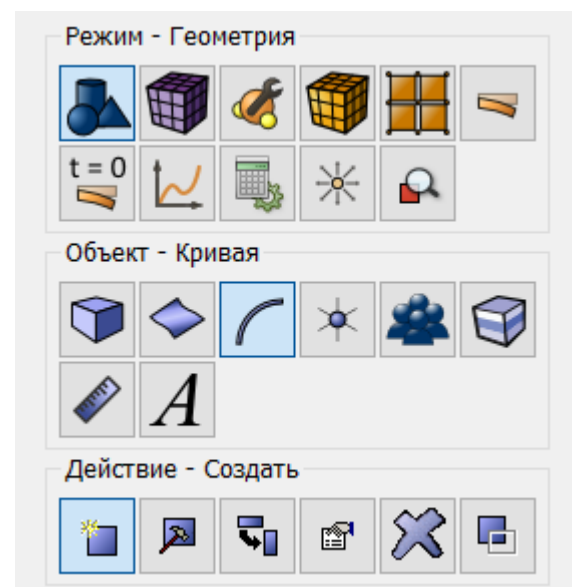 Режим - Геометрия
t = 0
Объект - Кривая
A
Действие - Создать